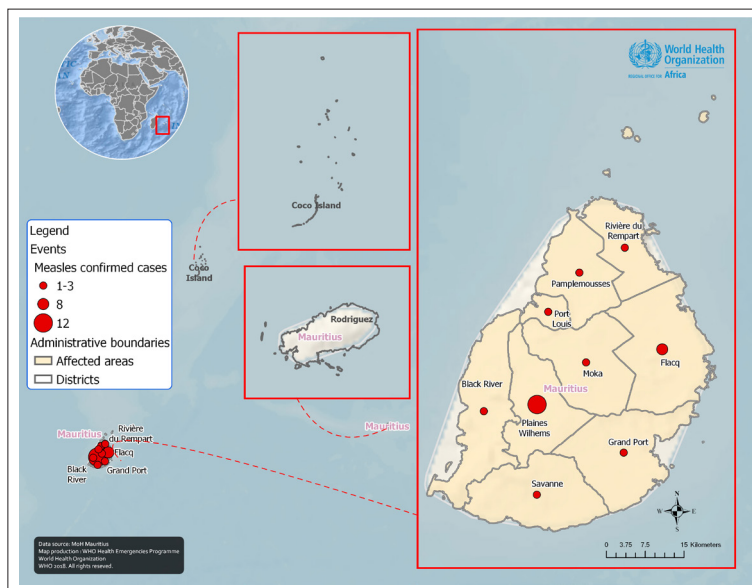 World Health
Organization
REGIONAL OFFICE FOR Africa
Coco Island
Coco
Island
Legend
Events
Measles confirmed cases
1-3
8
12
Administrative boundaries
Affected areas
Districts
Rodriguez
Mauritius
Mauritius
Mauritius
Rivière
du Rempart
Flacq
Black
River
Grand Port
Rivière du
Rempart
Pamplemousses
Port
Louis
Moka
Flacq
Black River
Mauritius
Plaines
Wilhems
Grand Port
Savanne
N
W E
S
0 3.75 7.5 15 Kilometers
Data source: MoH Mauritius
Map production : WHO Health Emergencies Programme
World Health Organization
WHO 2018. All rights reseved.